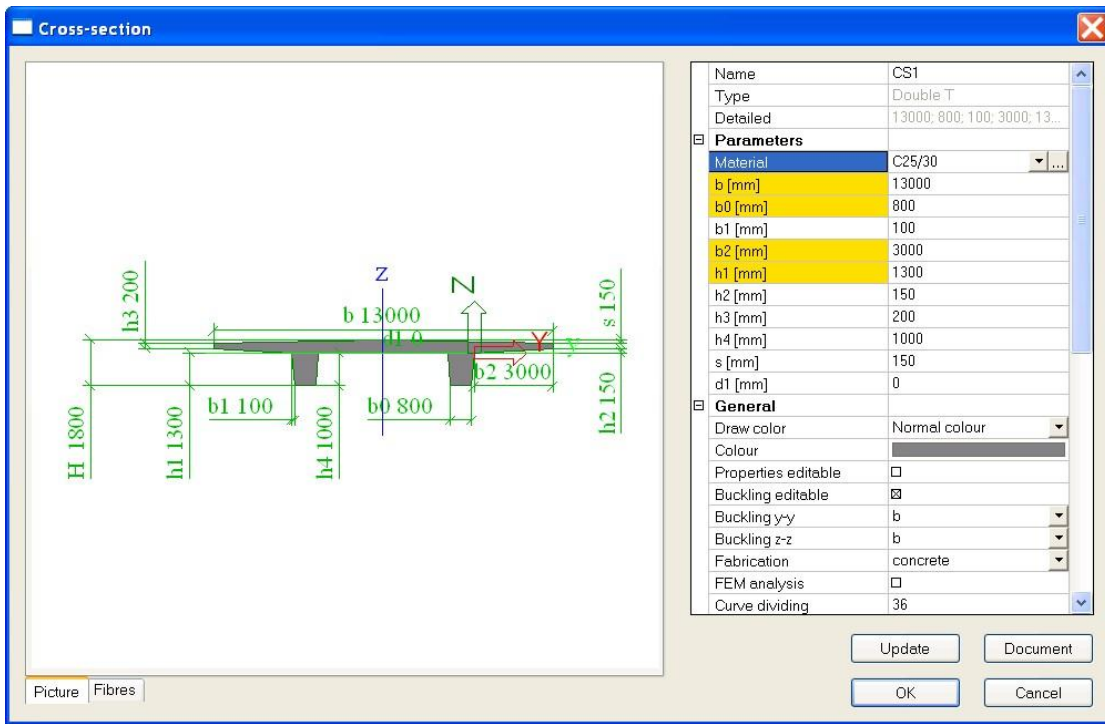 Cross-section
Z
Z
b 13000
d1 0
Y
y
h3 200
s 150
b2 3000
b1 100
b0 800
H 1800
h1 1300
h4 1000
h2 150
Picture
Fibres
Name CS1
Type Double T
Detailed 13000; 800; 100; 3000; 13...
Parameters
Material C25/30 ...
b [mm] 13000
b0 [mm] 800
b1 [mm] 100
b2 [mm] 3000
h1 [mm] 1300
h2 [mm] 150
h3 [mm] 200
h4 [mm] 1000
s [mm] 150
d1 [mm] 0
General
Draw color Normal colour
Colour
Properties editable
Buckling editable
Buckling y-y b
Buckling z-z b
Fabrication concrete
FEM analysis
Curve dividing 36
Update Document
OK Cancel